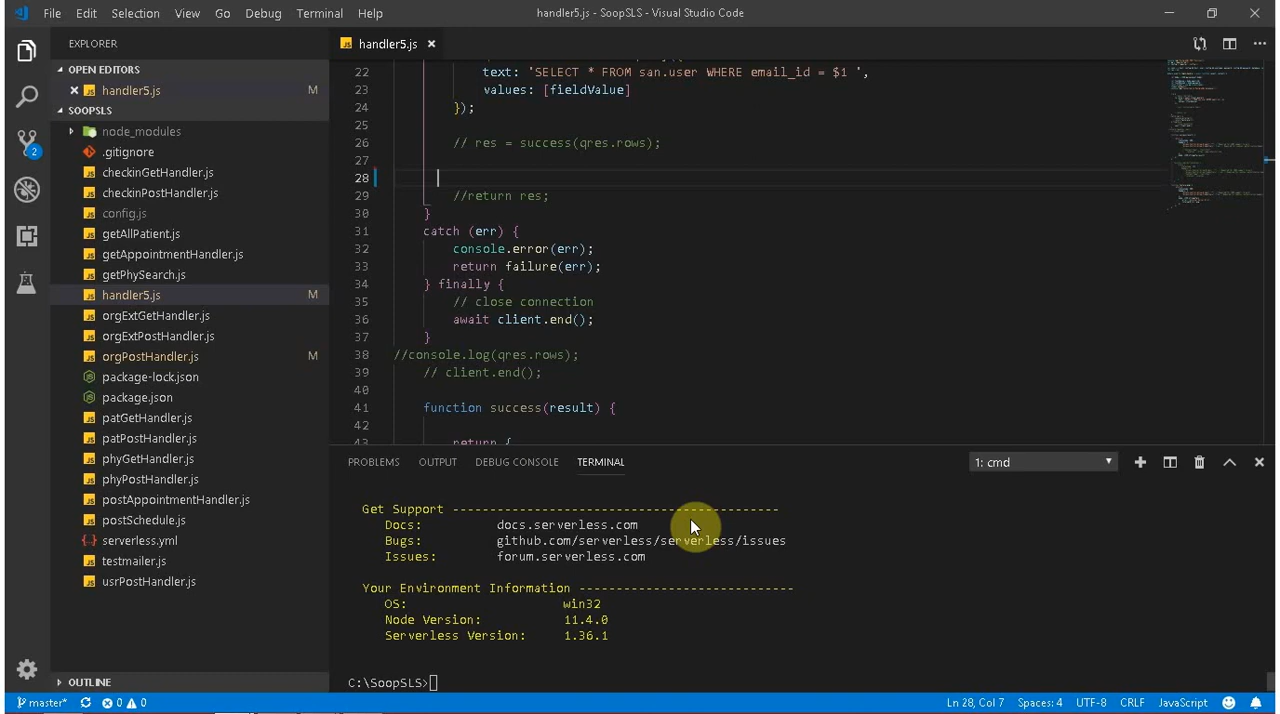 File Edit Selection View Go Debug Terminal Help handler5.js - SoopSLS - Visual Studio Code
EXPLORER
OPEN EDITORS
handler5.js M
SOOPSLS
node_modules
.gitignore
checkinGetHandler.js
checkinPostHandler.js
config.js
getAllPatient.js
getAppointmentHandler.js
getPhySearch.js
handler5.js M
orgExtGetHandler.js
orgExtPostHandler.js
orgPostHandler.js M
package-lock.json
package.json
patGetHandler.js
patPostHandler.js
phyGetHandler.js
phyPostHandler.js
postAppointmentHandler.js
postSchedule.js
serverless.yml
testmailer.js
usrPostHandler.js
OUTLINE
2
handler5.js
22 text: 'SELECT * FROM san.user WHERE email_id = $1 ',
23 values: [fieldValue]
24 });
25
26 // res = success(qres.rows);
27
28
29 //return res;
30 }
31 catch (err) {
32 console.error(err);
33 return failure(err);
34 } finally {
35 // close connection
36 await client.end();
37 }
38 //console.log(qres.rows);
39 // client.end();
40
41 function success(result) {
42
43 return {
PROBLEMS OUTPUT DEBUG CONSOLE TERMINAL 1: cmd
Get Support --------------------------------------------
Docs: docs.serverless.com
Bugs: github.com/serverless/serverless/issues
Issues: forum.serverless.com
Your Environment Information -----------------------------
OS: win32
Node Version: 11.4.0
Serverless Version: 1.36.1
C:\SoopSLS>
master* 0 0 Ln 28, Col 7 Spaces: 4 UTF-8 CRLF JavaScript